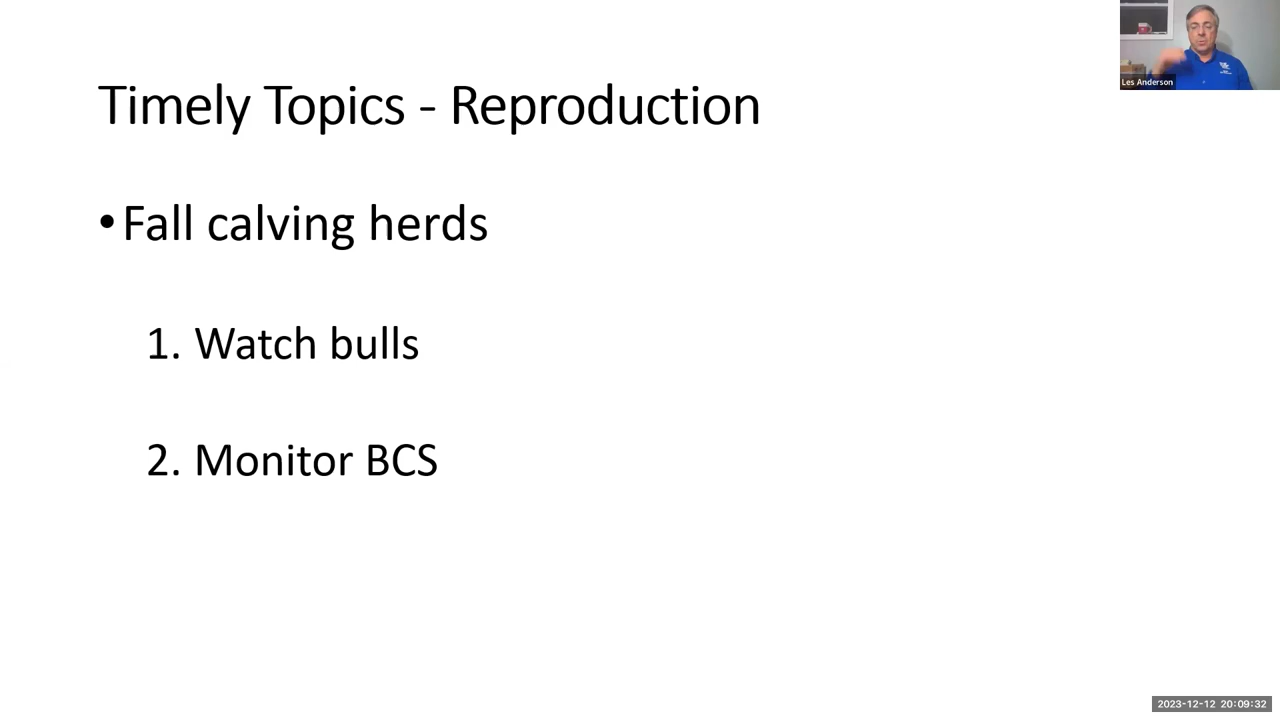 Les Anderson
Timely Topics - Reproduction
•Fall calving herds
1. Watch bulls
2. Monitor BCS
2023-12-12 20:09:32